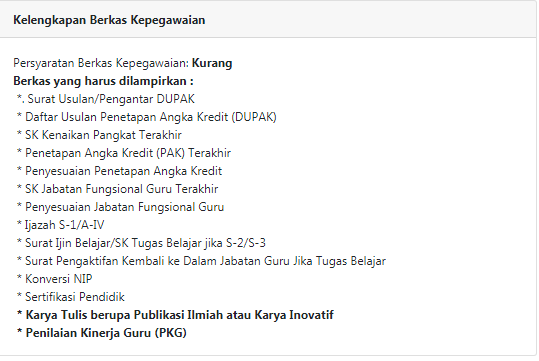 Kelengkapan Berkas Kepegawaian
Persyaratan Berkas Kepegawaian: Kurang
Berkas yang harus dilampirkan :
*. Surat Usulan/Pengantar DUPAK
* Daftar Usulan Penetapan Angka Kredit (DUPAK)
* SK Kenaikan Pangkat Terakhir
* Penetapan Angka Kredit (PAK) Terakhir
* Penyesuaian Penetapan Angka Kredit
* SK Jabatan Fungsional Guru Terakhir
* Penyesuaian Jabatan Fungsional Guru
* Ijazah S-1/A-IV
* Surat Ijin Belajar/SK Tugas Belajar jika S-2/S-3
* Surat Pengaktifan Kembali ke Dalam Jabatan Guru Jika Tugas Belajar
* Konversi NIP
* Sertifikasi Pendidik
* Karya Tulis berupa Publikasi Ilmiah atau Karya Inovatif
* Penilaian Kinerja Guru (PKG)